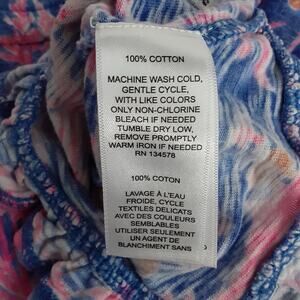 100% COTTON
MACHINE WASH COLD,
GENTLE CYCLE,
WITH LIKE COLORS
ONLY NON-CHLORINE
BLEACH IF NEEDED
TUMBLE DRY LOW,
REMOVE PROMPTLY
WARM IRON IF NEEDED
RN 134578
100% COTON
LAVAGE À L'EAU
FROIDE, CYCLE
TEXTILES DELICATS
AVEC DES COULEURS
SEMBLABLES
UTILISER SEULEMENT
UN AGENT DE
BLANCHIMENT SANS